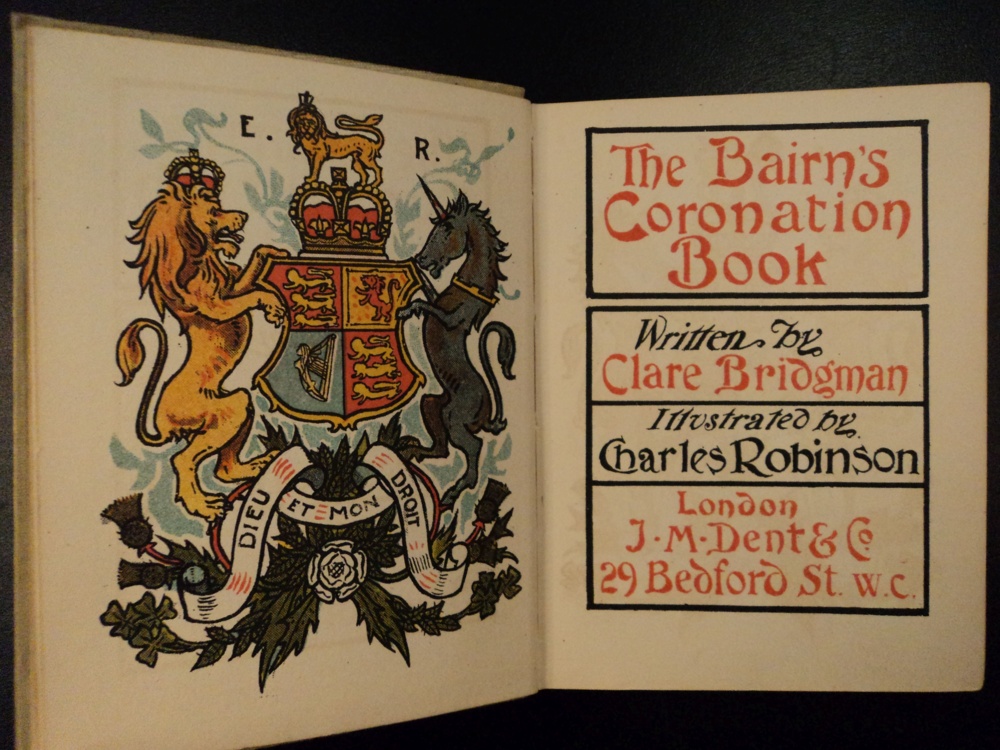 E. R.
DIEU ET MON DROIT
The Bairn's
Coronation
Book
Written by
Clare Bridgman
Illustrated by
Charles Robinson
London
J. M. Dent & Co
29 Bedford St. W.C.